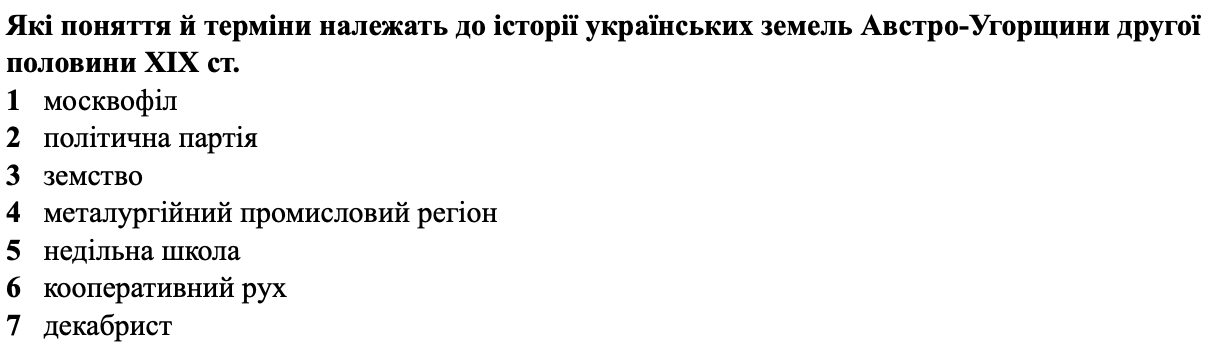 Які поняття й терміни належать до історії українських земель Австро-Угорщини другої
половини XIX ст.
1 москвофіл
2 політична партія
3 земство
4 металургійний промисловий регіон
5 недільна школа
6 кооперативний рух
7 декабрист